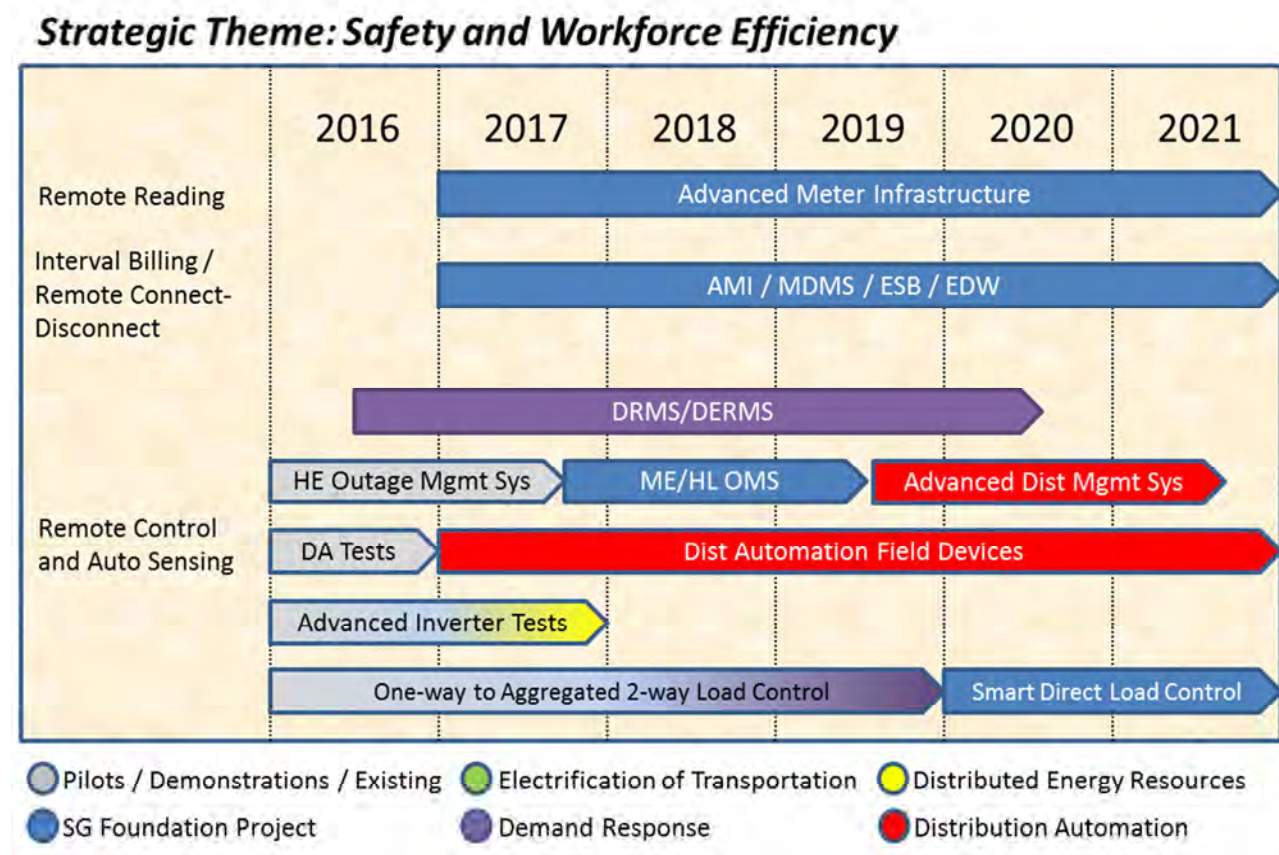 Strategic Theme: Safety and Workforce Efficiency
2016 2017 2018 2019 2020 2021
Remote Reading
Advanced Meter Infrastructure
Interval Billing /
Remote Connect-
Disconnect
AMI / MDMS / ESB / EDW
DRMS/DERMS
HE Outage Mgmt Sys ME/HL OMS Advanced Dist Mgmt Sys
Remote Control
and Auto Sensing
DA Tests Dist Automation Field Devices
Advanced Inverter Tests
One-way to Aggregated 2-way Load Control Smart Direct Load Control
Pilots / Demonstrations / Existing Electrification of Transportation Distributed Energy Resources
SG Foundation Project Demand Response Distribution Automation